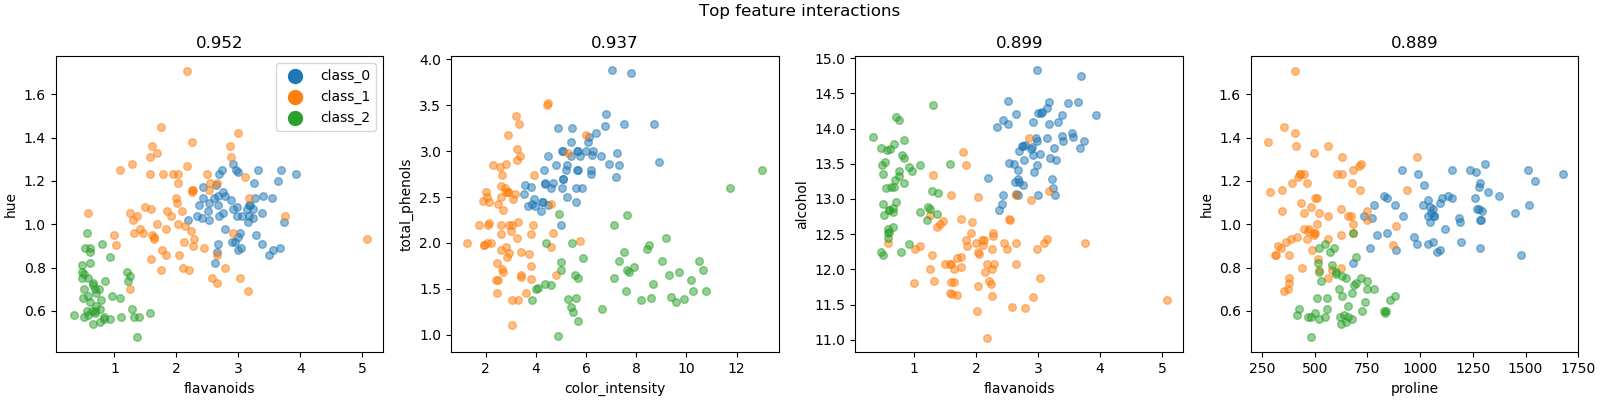 Top feature interactions
0.952
hue
1.6
1.4
1.2
1.0
0.8
0.6
class_0
class_1
class_2
1 2 3 4 5
flavanoids
0.937
total_phenols
4.0
3.5
3.0
2.5
2.0
1.5
1.0
2 4 6 8 10 12
color_intensity
0.899
alcohol
15.0
14.5
14.0
13.5
13.0
12.5
12.0
11.5
11.0
1 2 3 4 5
flavanoids
0.889
hue
1.6
1.4
1.2
1.0
0.8
0.6
250 500 750 1000 1250 1500 1750
proline